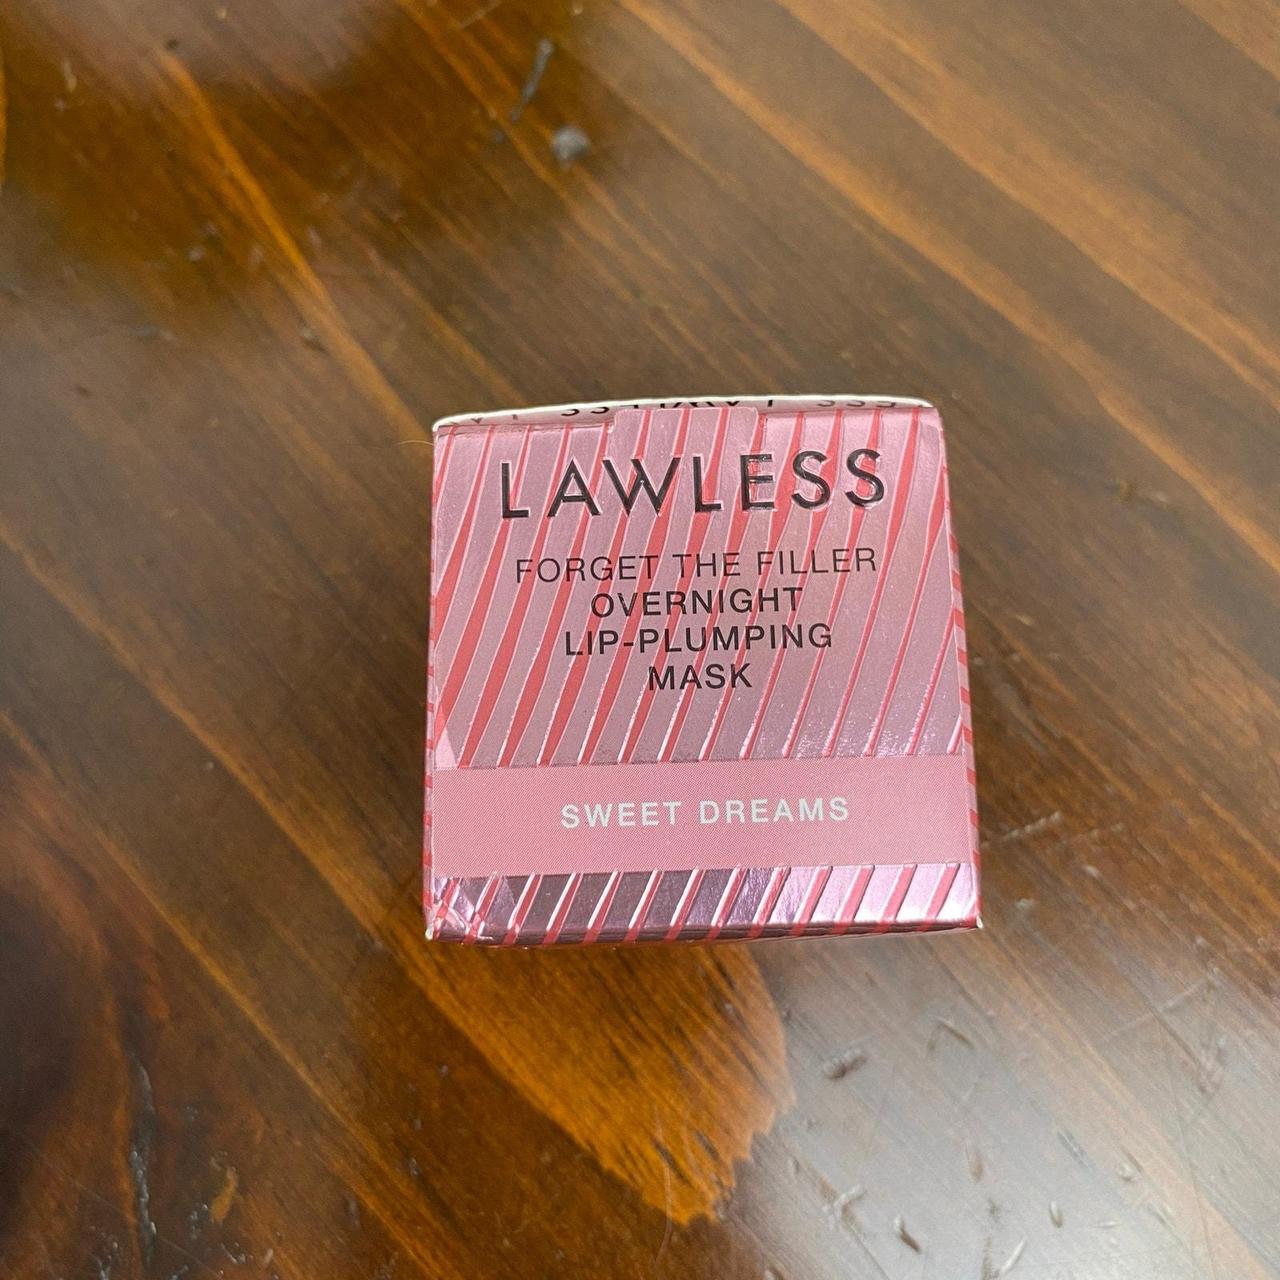 LAWLESS
FORGET THE FILLER
OVERNIGHT
LIP-PLUMPING
MASK
SWEET DREAMS